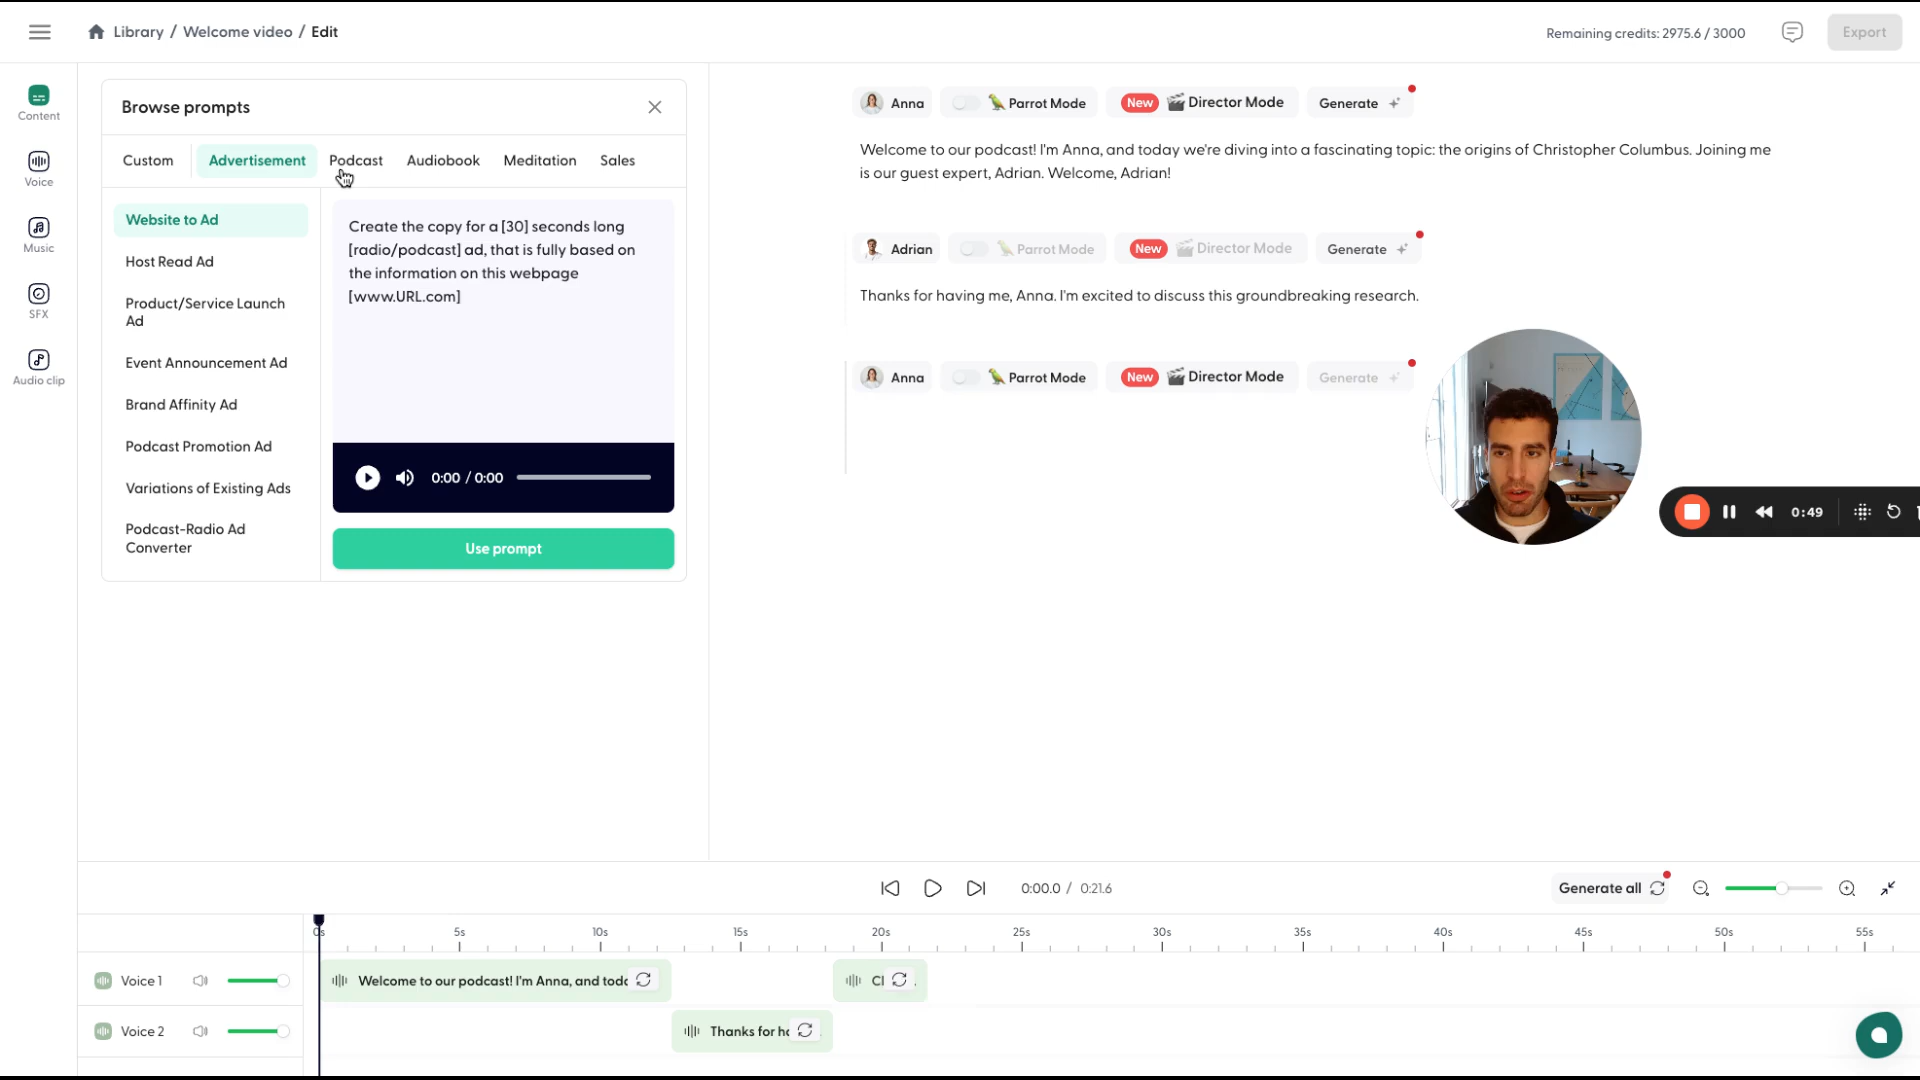 Library / Welcome video / Edit
Remaining credits: 2975.6 / 3000
Export
Content
Voice
Music
SFX
Audio clip
Browse prompts
Custom
Advertisement
Podcast
Audiobook
Meditation
Sales
Website to Ad
Host Read Ad
Product/Service Launch
Ad
Event Announcement Ad
Brand Affinity Ad
Podcast Promotion Ad
Variations of Existing Ads
Podcast-Radio Ad
Converter
Create the copy for a [30] seconds long
[radio/podcast] ad, that is fully based on
the information on this webpage
[www.URL.com]
0:00 / 0:00
Use prompt
Anna
Parrot Mode
New
Director Mode
Generate
Welcome to our podcast! I'm Anna, and today we're diving into a fascinating topic: the origins of Christopher Columbus. Joining me
is our guest expert, Adrian. Welcome, Adrian!
Adrian
Parrot Mode
New
Director Mode
Generate
Thanks for having me, Anna. I'm excited to discuss this groundbreaking research.
Anna
Parrot Mode
New
Director Mode
Generate
0:49
0:00.0 / 0:21.6
Generate all
0s
5s
10s
15s
20s
25s
30s
35s
40s
45s
50s
55s
Voice 1
Welcome to our podcast! I'm Anna, and toda
Voice 2
Thanks for ha